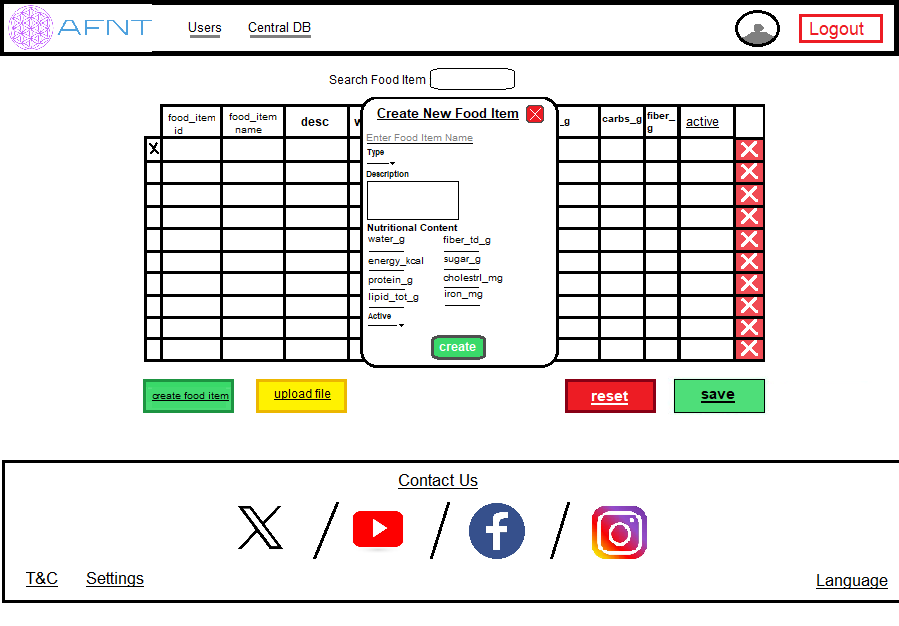 AFNT
Users
Central DB
Logout
Search Food Item
food_item
id
food_item
name
desc
w
_g
carbs_g
fiber_
g
active
X
Create New Food Item
Enter Food Item Name
Type
Description
Nutritional Content
water_g
fiber_td_g
energy_kcal
sugar_g
protein_g
cholestrl_mg
lipid_tot_g
iron_mg
Active
create
create food item
upload file
reset
save
Contact Us
T&C
Settings
Language